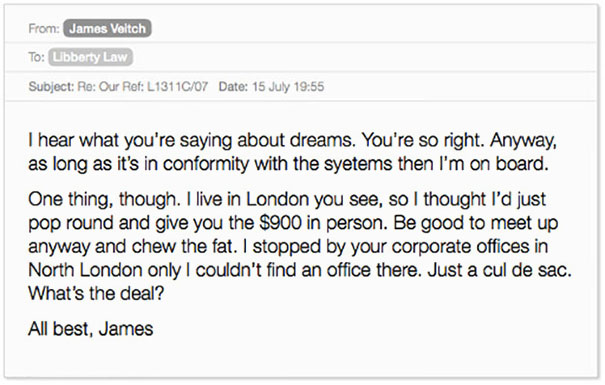 From: James Veitch
To: Libberty Law
Subject: Re: Our Ref: L1311C/07 Date: 15 July 19:55
I hear what you're saying about dreams. You're so right. Anyway,
as long as it's in conformity with the syetems then I'm on board.
One thing, though. I live in London you see, so I thought I'd just
pop round and give you the $900 in person. Be good to meet up
anyway and chew the fat. I stopped by your corporate offices in
North London only I couldn't find an office there. Just a cul de sac.
What's the deal?
All best, James